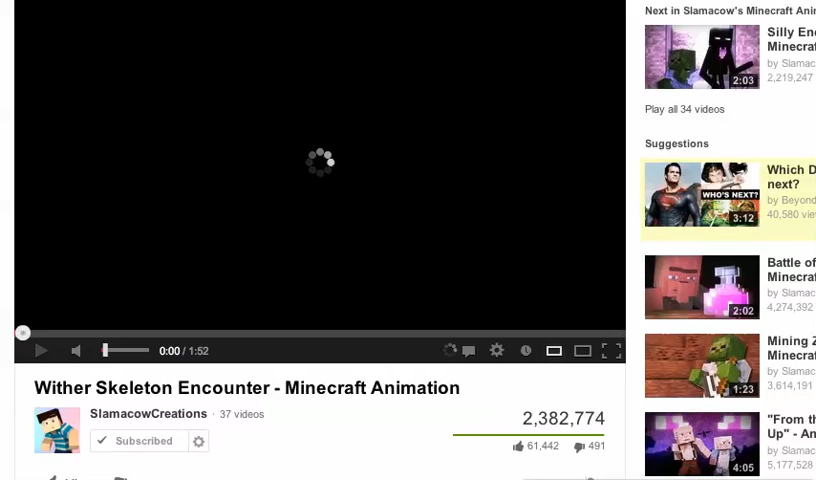 Next in Slamacow's Minecraft Ani
Silly En
Minecraf
by Slamac
2,219,247
2:03
Play all 34 videos
Suggestions
Which D
next?
by Beyond
40,580 vie
WHO'S NEXT?
3:12
Battle of
Minecraf
by Slamac
4,274,392
2:02
Mining Z
Minecraf
by Slamac
3,614,191
1:23
"From th
Up" - An
by Slamac
5,177,528
4:05
0:00 / 1:52
Wither Skeleton Encounter - Minecraft Animation
SlamacowCreations · 37 videos
Subscribed
2,382,774
61,442 491